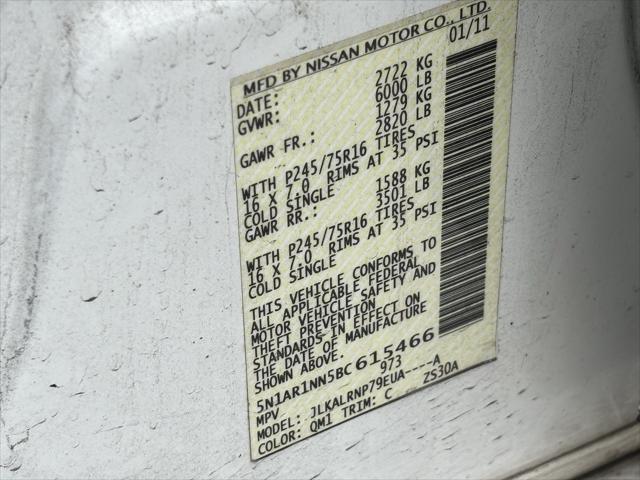 MFD BY NISSAN MOTOR CO., LTD.
DATE: 01/11
GVWR: 2722 KG
6000 LB
GAWR FR.: 1279 KG
2820 LB
WITH P245/75R16 TIRES
16 X 7.0 RIMS AT 35 PSI
COLD SINGLE
GAWR RR.: 1588 KG
3501 LB
WITH P245/75R16 TIRES
16 X 7.0 RIMS AT 35 PSI
COLD SINGLE
THIS VEHICLE CONFORMS TO
ALL APPLICABLE FEDERAL
MOTOR VEHICLE SAFETY AND
THEFT PREVENTION
STANDARDS IN EFFECT ON
THE DATE OF MANUFACTURE
SHOWN ABOVE.
5N1AR1NN5BC615466
MPV 973
MODEL: JLKALRNP79EUA----A
COLOR: QM1 TRIM: C ZS30A